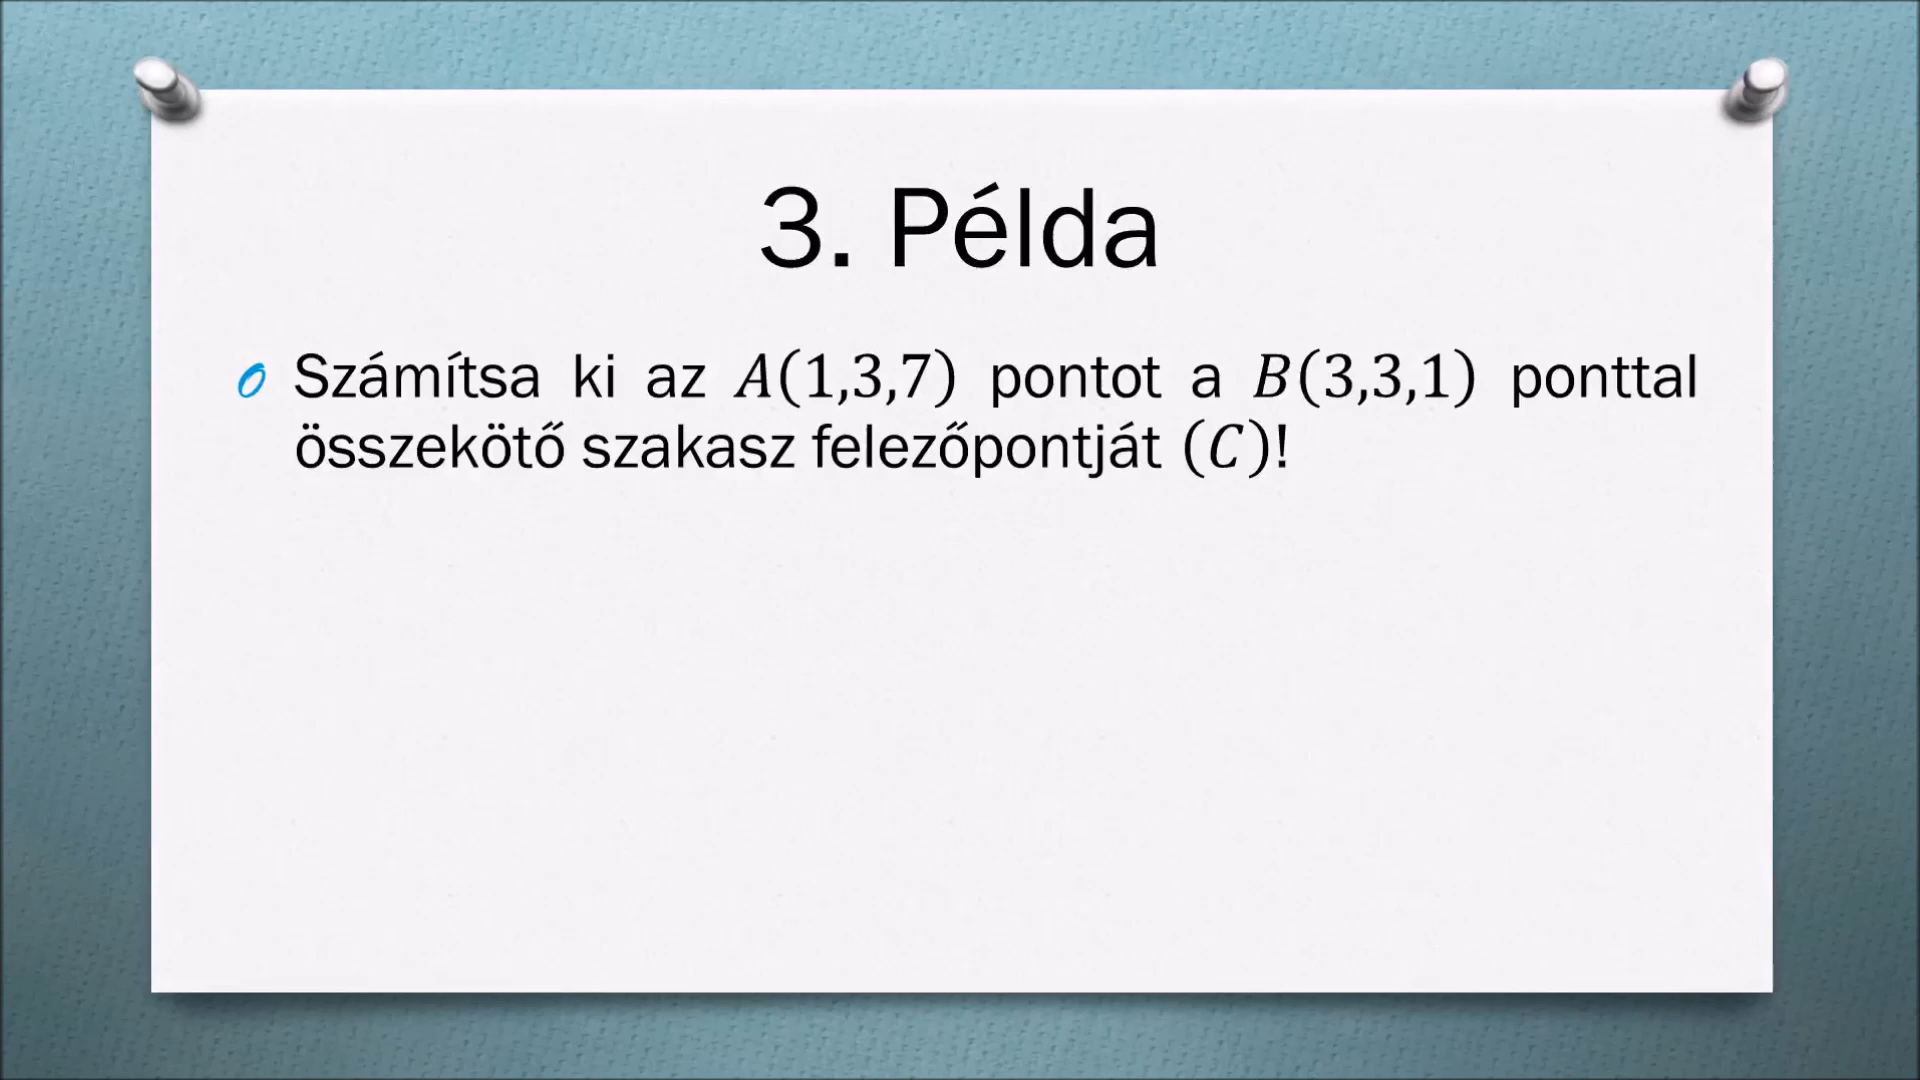 3. Példa
Számítsa ki az A(1,3,7) pontot a B(3,3,1) ponttal
összekötő szakasz felezőpontját (C)!